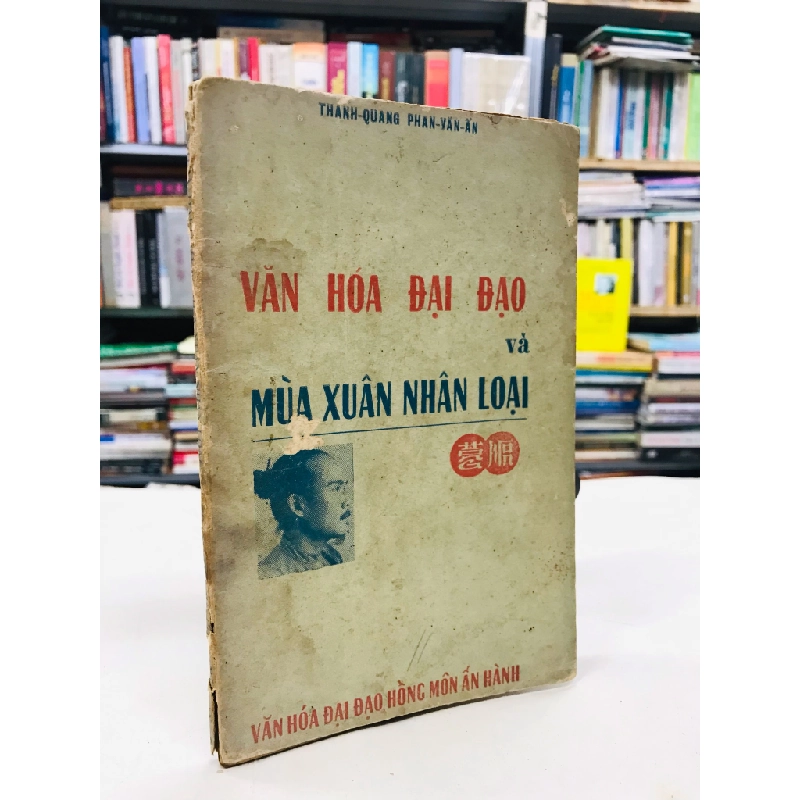 THANH-QUANG PHAN-VĂN-ẨN
VĂN HÓA ĐẠI ĐẠO
và
MÙA XUÂN NHÂN LOẠI
VĂN HÓA ĐẠI ĐẠO HỒNG MÔN ẤN HÀNH